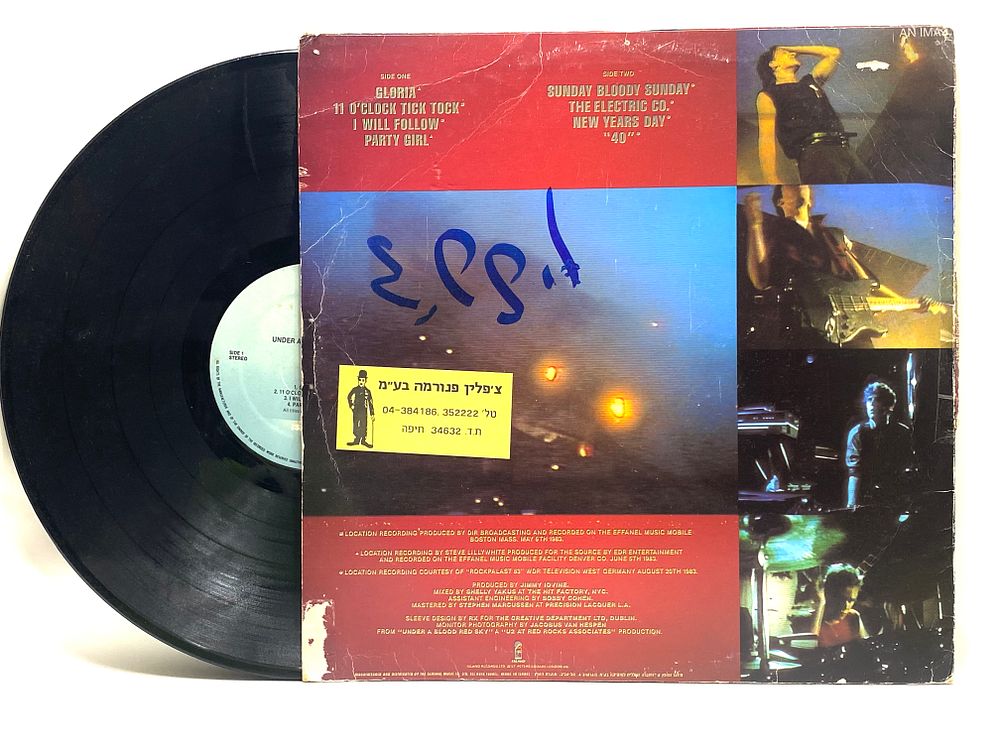 SIDE ONE
GLORIA
11 O'CLOCK TICK TOCK
I WILL FOLLOW
PARTY GIRL
SIDE TWO
SUNDAY BLOODY SUNDAY
THE ELECTRIC CO.
NEW YEARS DAY
"40"
AN IMA
צ'פלין פנורמה בע"מ
טל' 04-384186, 352222
ת.ד. 34632 חיפה
UNDER A
SIDE 1
STEREO
LOCATION RECORDING PRODUCED BY DIR BROADCASTING AND RECORDED ON THE EFFANEL MUSIC MOBILE
BOSTON MASS. MAY 6TH 1983.
LOCATION RECORDING BY STEVE LILLYWHITE PRODUCED FOR THE SOURCE BY EDR ENTERTAINMENT
AND RECORDED ON THE EFFANEL MUSIC MOBILE FACILITY DENVER CO. JUNE 5TH 1983.
LOCATION RECORDING COURTESY OF "ROCKPALAST 83" WDR TELEVISION WEST GERMANY AUGUST 20TH 1983.
PRODUCED BY JIMMY IOVINE.
MIXED BY SHELLY YAKUS AT THE HIT FACTORY, NYC.
ASSISTANT ENGINEERING BY BOBBY COHEN.
MASTERED BY STEPHEN MARCUSSEN AT PRECISION LACQUER L.A.
SLEEVE DESIGN BY RX FOR THE CREATIVE DEPARTMENT LTD, DUBLIN.
MONITOR PHOTOGRAPHY BY JACOBUS VAN HESPEN
FROM "UNDER A BLOOD RED SKY" A "U2 AT RED ROCKS ASSOCIATES" PRODUCTION.
ISLAND